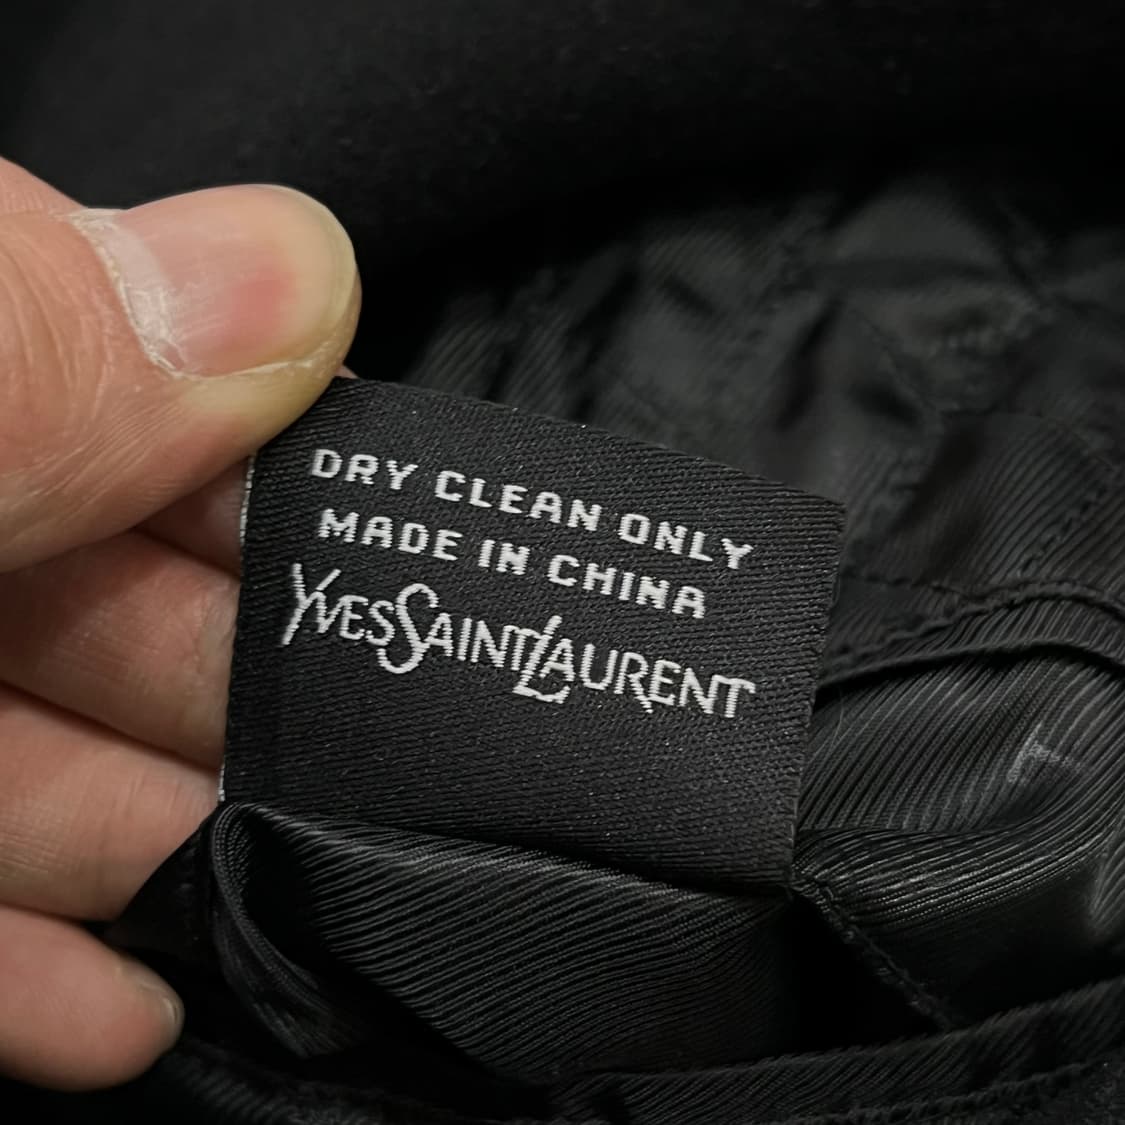 DRY CLEAN ONLY
MADE IN CHINA
YVESSAINTLAURENT